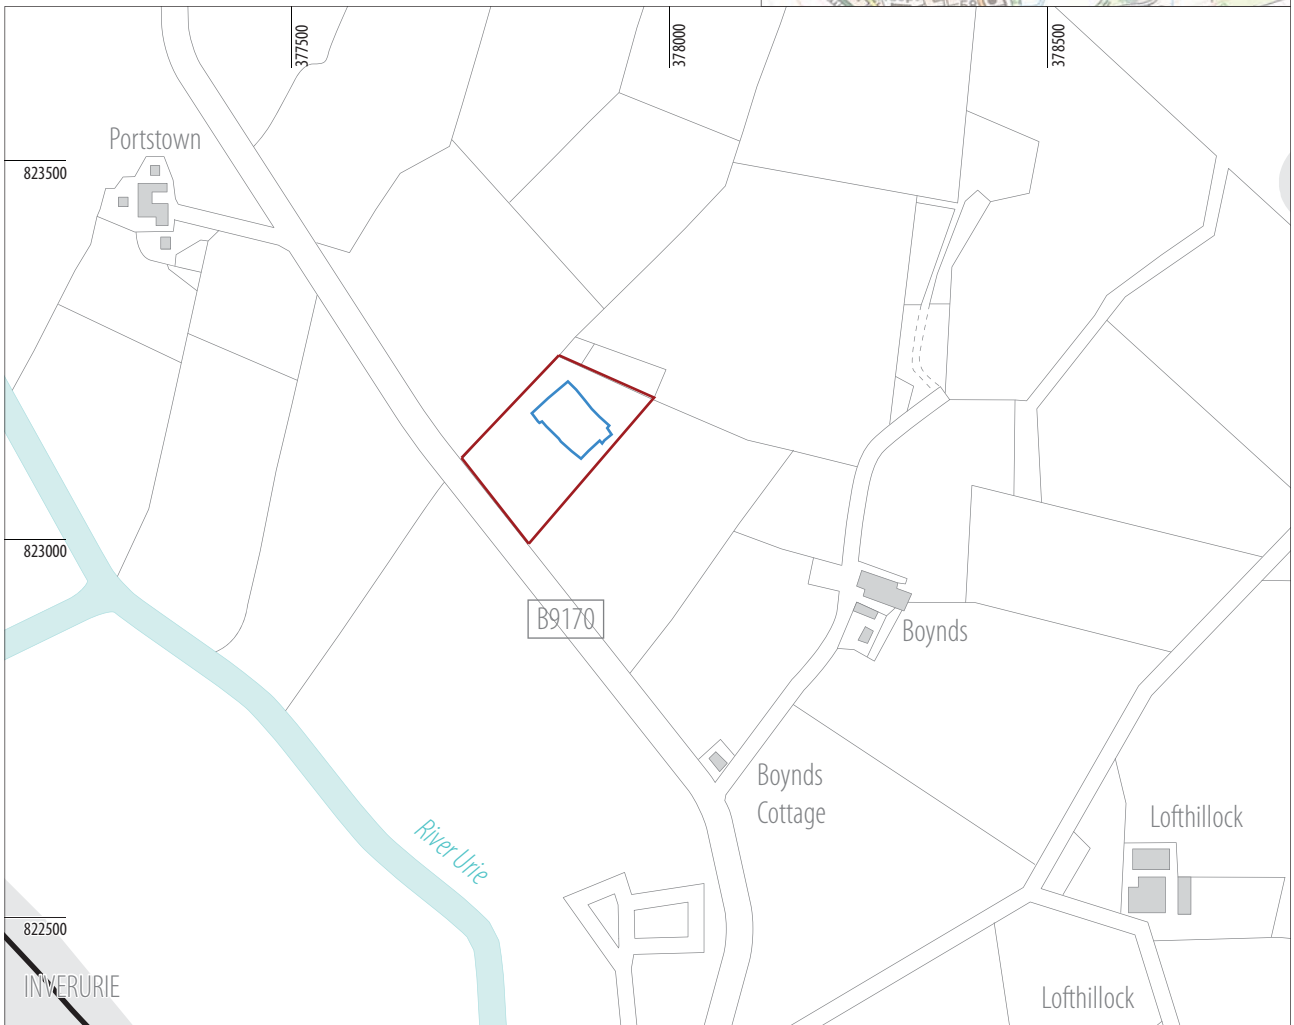 377500
378000
378500
Portstown
823500
823000
B9170
Boynds
Boynds
Cottage
Lofthillock
River Urie
822500
INVERURIE
Lofthillock